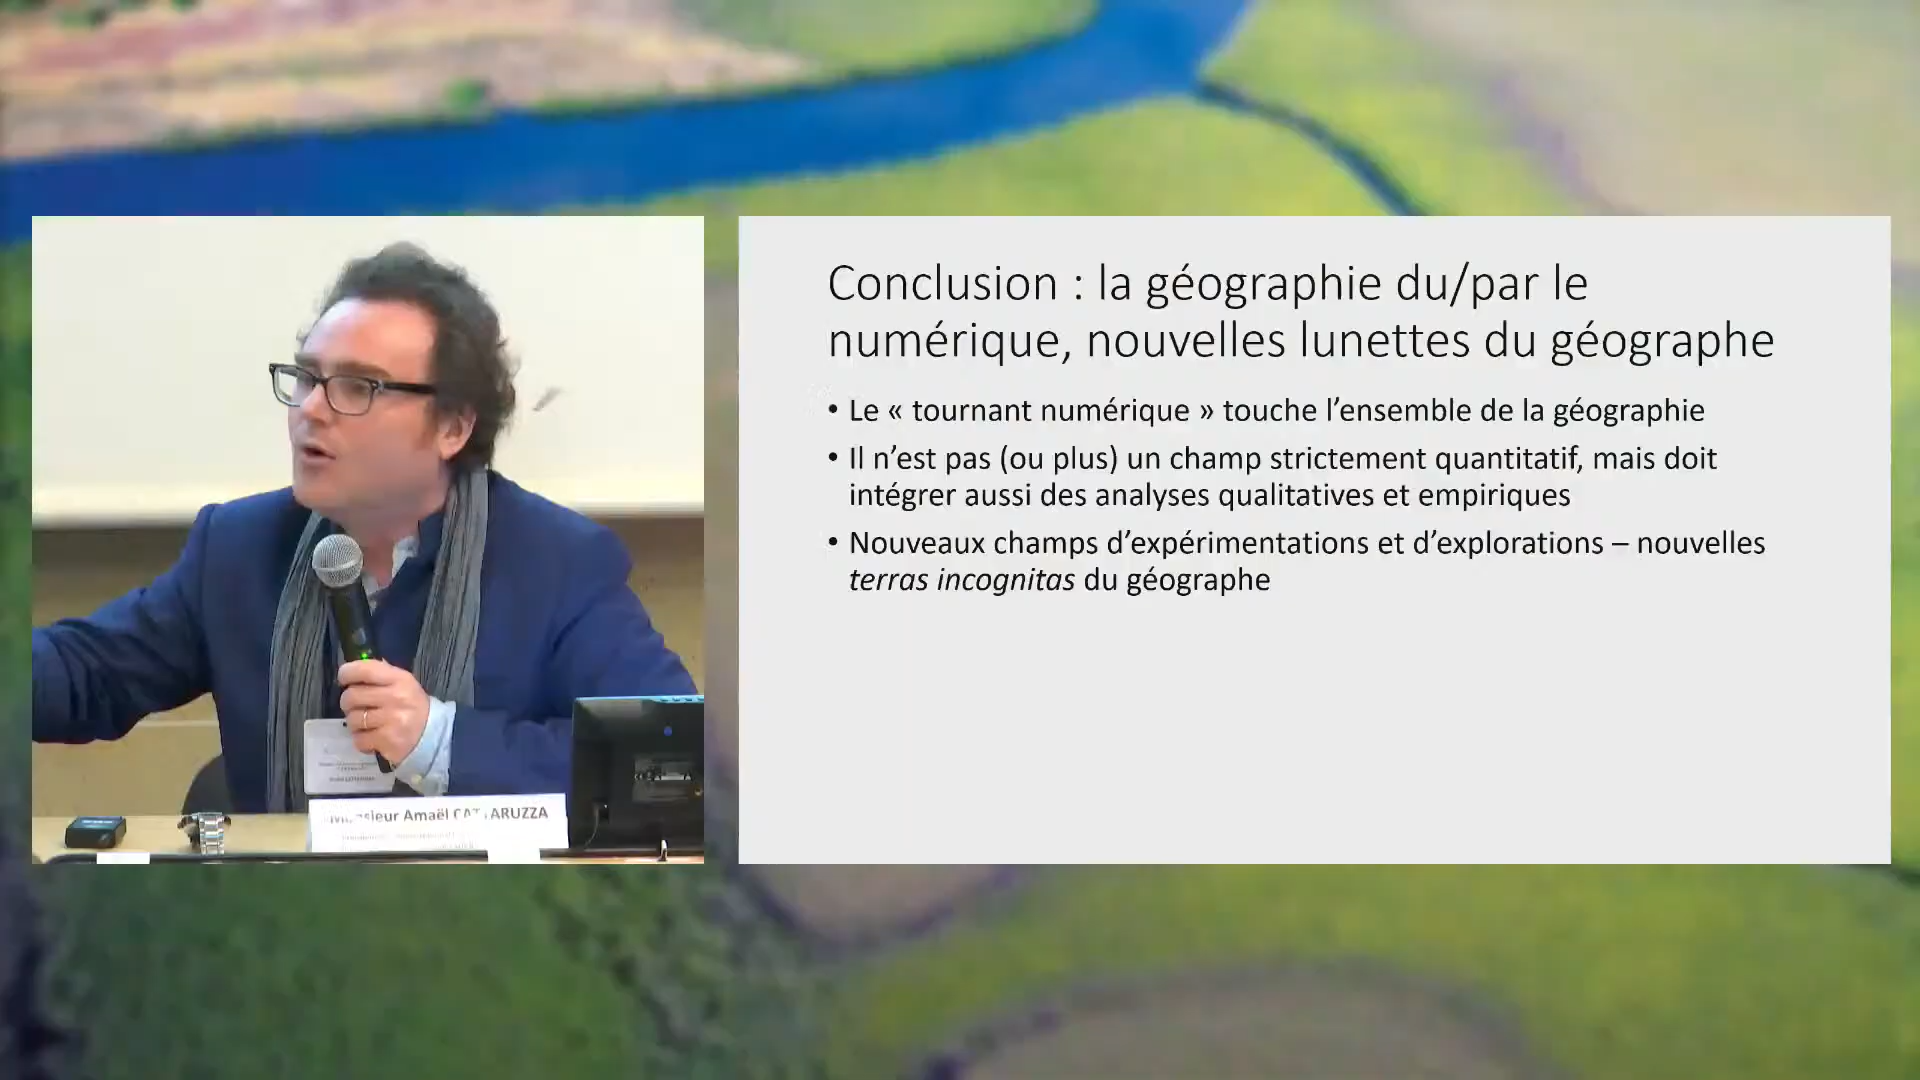 Conclusion : la géographie du/par le
numérique, nouvelles lunettes du géographe
• Le « tournant numérique » touche l’ensemble de la géographie
• Il n’est pas (ou plus) un champ strictement quantitatif, mais doit
intégrer aussi des analyses qualitatives et empiriques
• Nouveaux champs d’expérimentations et d’explorations – nouvelles
terras incognitas du géographe
Monsieur Amaël CATTARUZZA